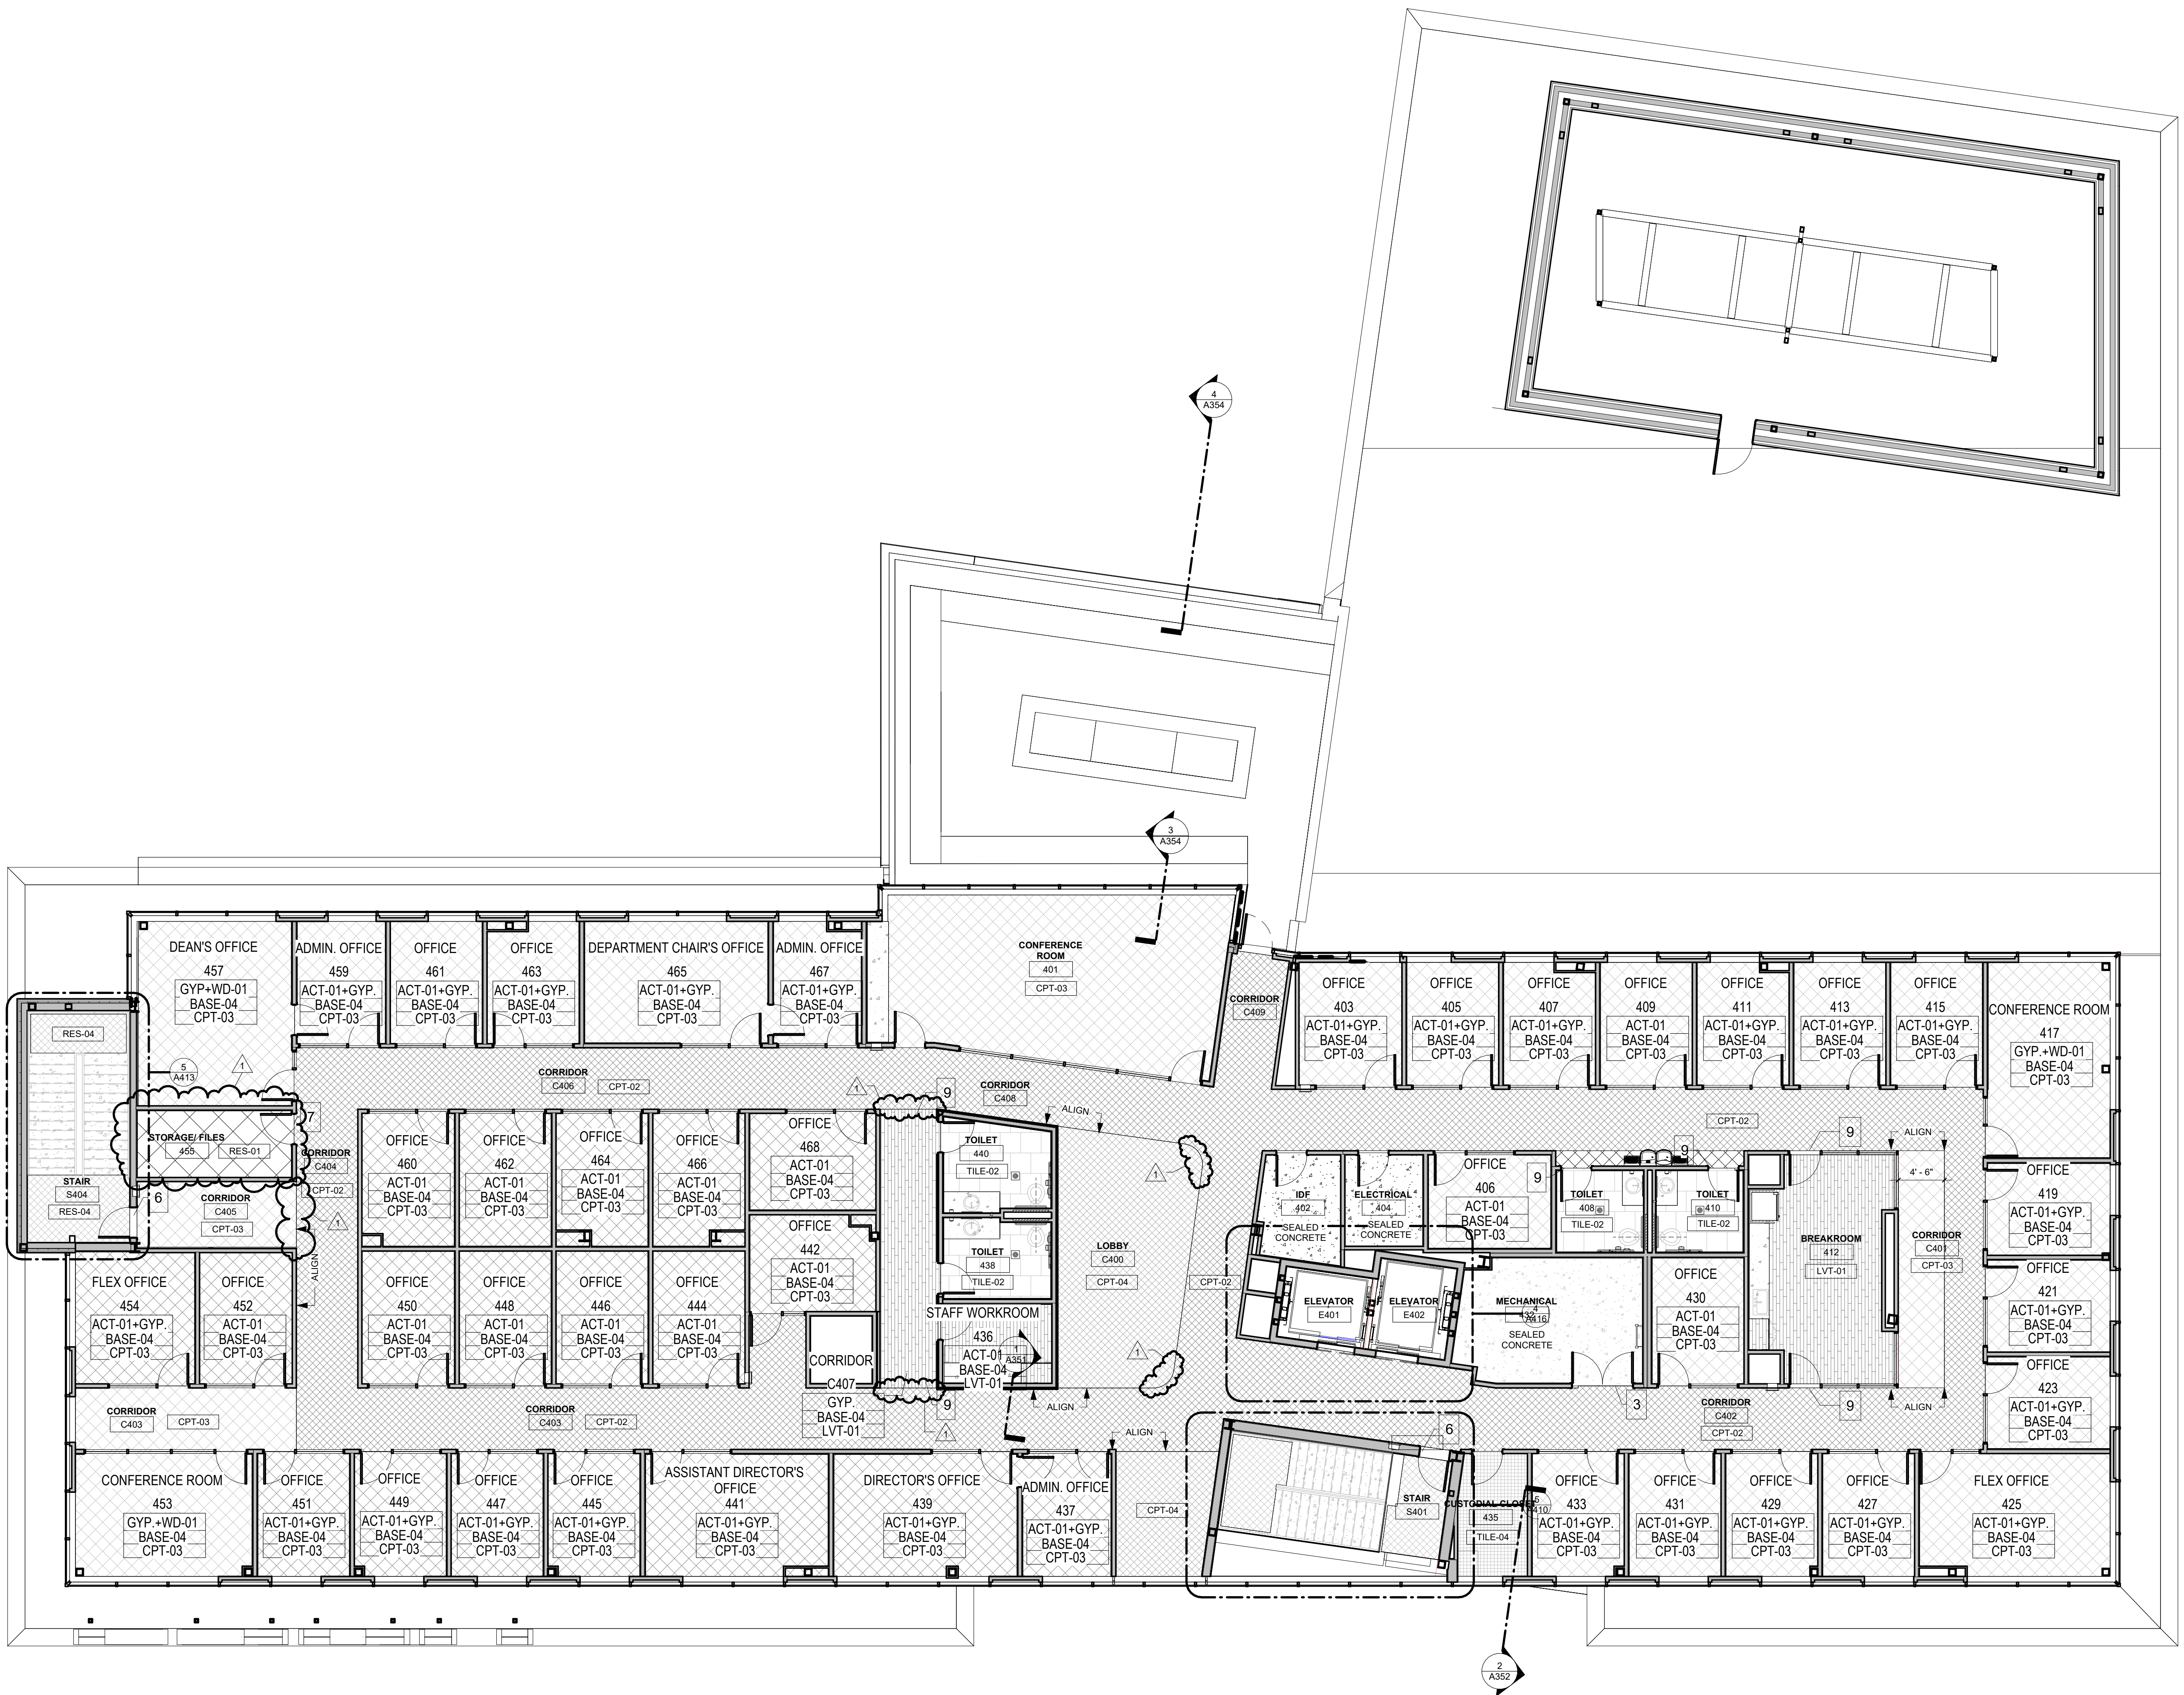 4
A354
3
A354
DEAN'S OFFICE
457
GYP+WD-01
BASE-04
CPT-03
ADMIN. OFFICE
459
ACT-01+GYP.
BASE-04
CPT-03
OFFICE
461
ACT-01+GYP.
BASE-04
CPT-03
OFFICE
463
ACT-01+GYP.
BASE-04
CPT-03
DEPARTMENT CHAIR'S OFFICE
465
ACT-01+GYP.
BASE-04
CPT-03
ADMIN. OFFICE
467
ACT-01+GYP.
BASE-04
CPT-03
CONFERENCE
ROOM
401
CPT-03
CORRIDOR
C409
OFFICE
403
ACT-01+GYP.
BASE-04
CPT-03
OFFICE
405
ACT-01+GYP.
BASE-04
CPT-03
OFFICE
407
ACT-01+GYP.
BASE-04
CPT-03
OFFICE
409
ACT-01
BASE-04
CPT-03
OFFICE
411
ACT-01+GYP.
BASE-04
CPT-03
OFFICE
413
ACT-01+GYP.
BASE-04
CPT-03
OFFICE
415
ACT-01+GYP.
BASE-04
CPT-03
CONFERENCE ROOM
417
GYP.+WD-01
BASE-04
CPT-03
RES-04
5
A413
1
CORRIDOR
C406
CPT-02
1
9
CORRIDOR
C408
ALIGN
CPT-02
9
ALIGN
7
STORAGE/ FILES
455
RES-01
CORRIDOR
C404
CPT-02
STAIR
S404
RES-04
6
CORRIDOR
C405
CPT-03
1
ALIGN
OFFICE
460
ACT-01
BASE-04
CPT-03
OFFICE
462
ACT-01
BASE-04
CPT-03
OFFICE
464
ACT-01
BASE-04
CPT-03
OFFICE
466
ACT-01
BASE-04
CPT-03
OFFICE
468
ACT-01
BASE-04
CPT-03
TOILET
440
TILE-02
1
IDF
402
SEALED
CONCRETE
ELECTRICAL
404
SEALED
CONCRETE
OFFICE
406
ACT-01
BASE-04
CPT-03
9
9
TOILET
408
TILE-02
TOILET
410
TILE-02
4' - 6"
OFFICE
419
ACT-01+GYP.
BASE-04
CPT-03
OFFICE
442
ACT-01
BASE-04
CPT-03
TOILET
438
TILE-02
LOBBY
C400
CPT-04
CPT-02
BREAKROOM
412
LVT-01
CORRIDOR
C401
CPT-03
FLEX OFFICE
454
ACT-01+GYP.
BASE-04
CPT-03
OFFICE
452
ACT-01
BASE-04
CPT-03
OFFICE
450
ACT-01
BASE-04
CPT-03
OFFICE
448
ACT-01
BASE-04
CPT-03
OFFICE
446
ACT-01
BASE-04
CPT-03
OFFICE
444
ACT-01
BASE-04
CPT-03
STAFF WORKROOM
436
ACT-01
BASE-04
LVT-01
1
A351
ELEVATOR
E401
ELEVATOR
E402
MECHANICAL
432
4
A416
SEALED
CONCRETE
OFFICE
430
ACT-01
BASE-04
CPT-03
OFFICE
421
ACT-01+GYP.
BASE-04
CPT-03
1
CORRIDOR
C407
GYP.
BASE-04
LVT-01
OFFICE
423
ACT-01+GYP.
BASE-04
CPT-03
CORRIDOR
C403
CPT-03
CORRIDOR
C403
CPT-02
9
1
ALIGN
ALIGN
6
3
CORRIDOR
C402
CPT-02
9
ALIGN
CONFERENCE ROOM
453
GYP.+WD-01
BASE-04
CPT-03
OFFICE
451
ACT-01+GYP.
BASE-04
CPT-03
OFFICE
449
ACT-01+GYP.
BASE-04
CPT-03
OFFICE
447
ACT-01+GYP.
BASE-04
CPT-03
OFFICE
445
ACT-01+GYP.
BASE-04
CPT-03
ASSISTANT DIRECTOR'S
OFFICE
441
ACT-01+GYP.
BASE-04
CPT-03
DIRECTOR'S OFFICE
439
ACT-01+GYP.
BASE-04
CPT-03
ADMIN. OFFICE
437
ACT-01+GYP.
BASE-04
CPT-03
CPT-04
STAIR
S401
CUSTODIAL CLOSET
435
TILE-04
5
A410
OFFICE
433
ACT-01+GYP.
BASE-04
CPT-03
OFFICE
431
ACT-01+GYP.
BASE-04
CPT-03
OFFICE
429
ACT-01+GYP.
BASE-04
CPT-03
OFFICE
427
ACT-01+GYP.
BASE-04
CPT-03
FLEX OFFICE
425
ACT-01+GYP.
BASE-04
CPT-03
2
A352